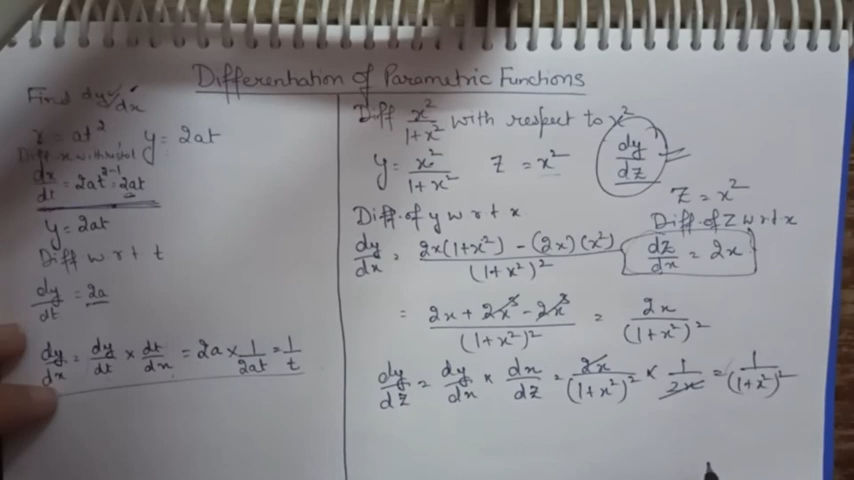 Differentiation of Parametric Functions
Find dy/dx
x = at² y = 2at
Diff x with w r to t
dx/dt = 2at²⁻¹ = 2at
y = 2at
Diff w r t t
dy/dt = 2a
dy/dx = dy/dt × dt/dx = 2a × 1/2at = 1/t
Diff x²/1+x² with respect to x²
y = x²/1+x² Z = x² dy/dz
Z = x²
Diff. of y w r t x Diff of Z w r t x
dy/dx = 2x(1+x²) - (2x)(x²)/(1+x²)² dz/dx = 2x
= 2x + 2x³ - 2x³/(1+x²)² = 2x/(1+x²)²
dy/dz = dy/dx × dx/dz = 2x/(1+x²)² × 1/2x = 1/(1+x²)²